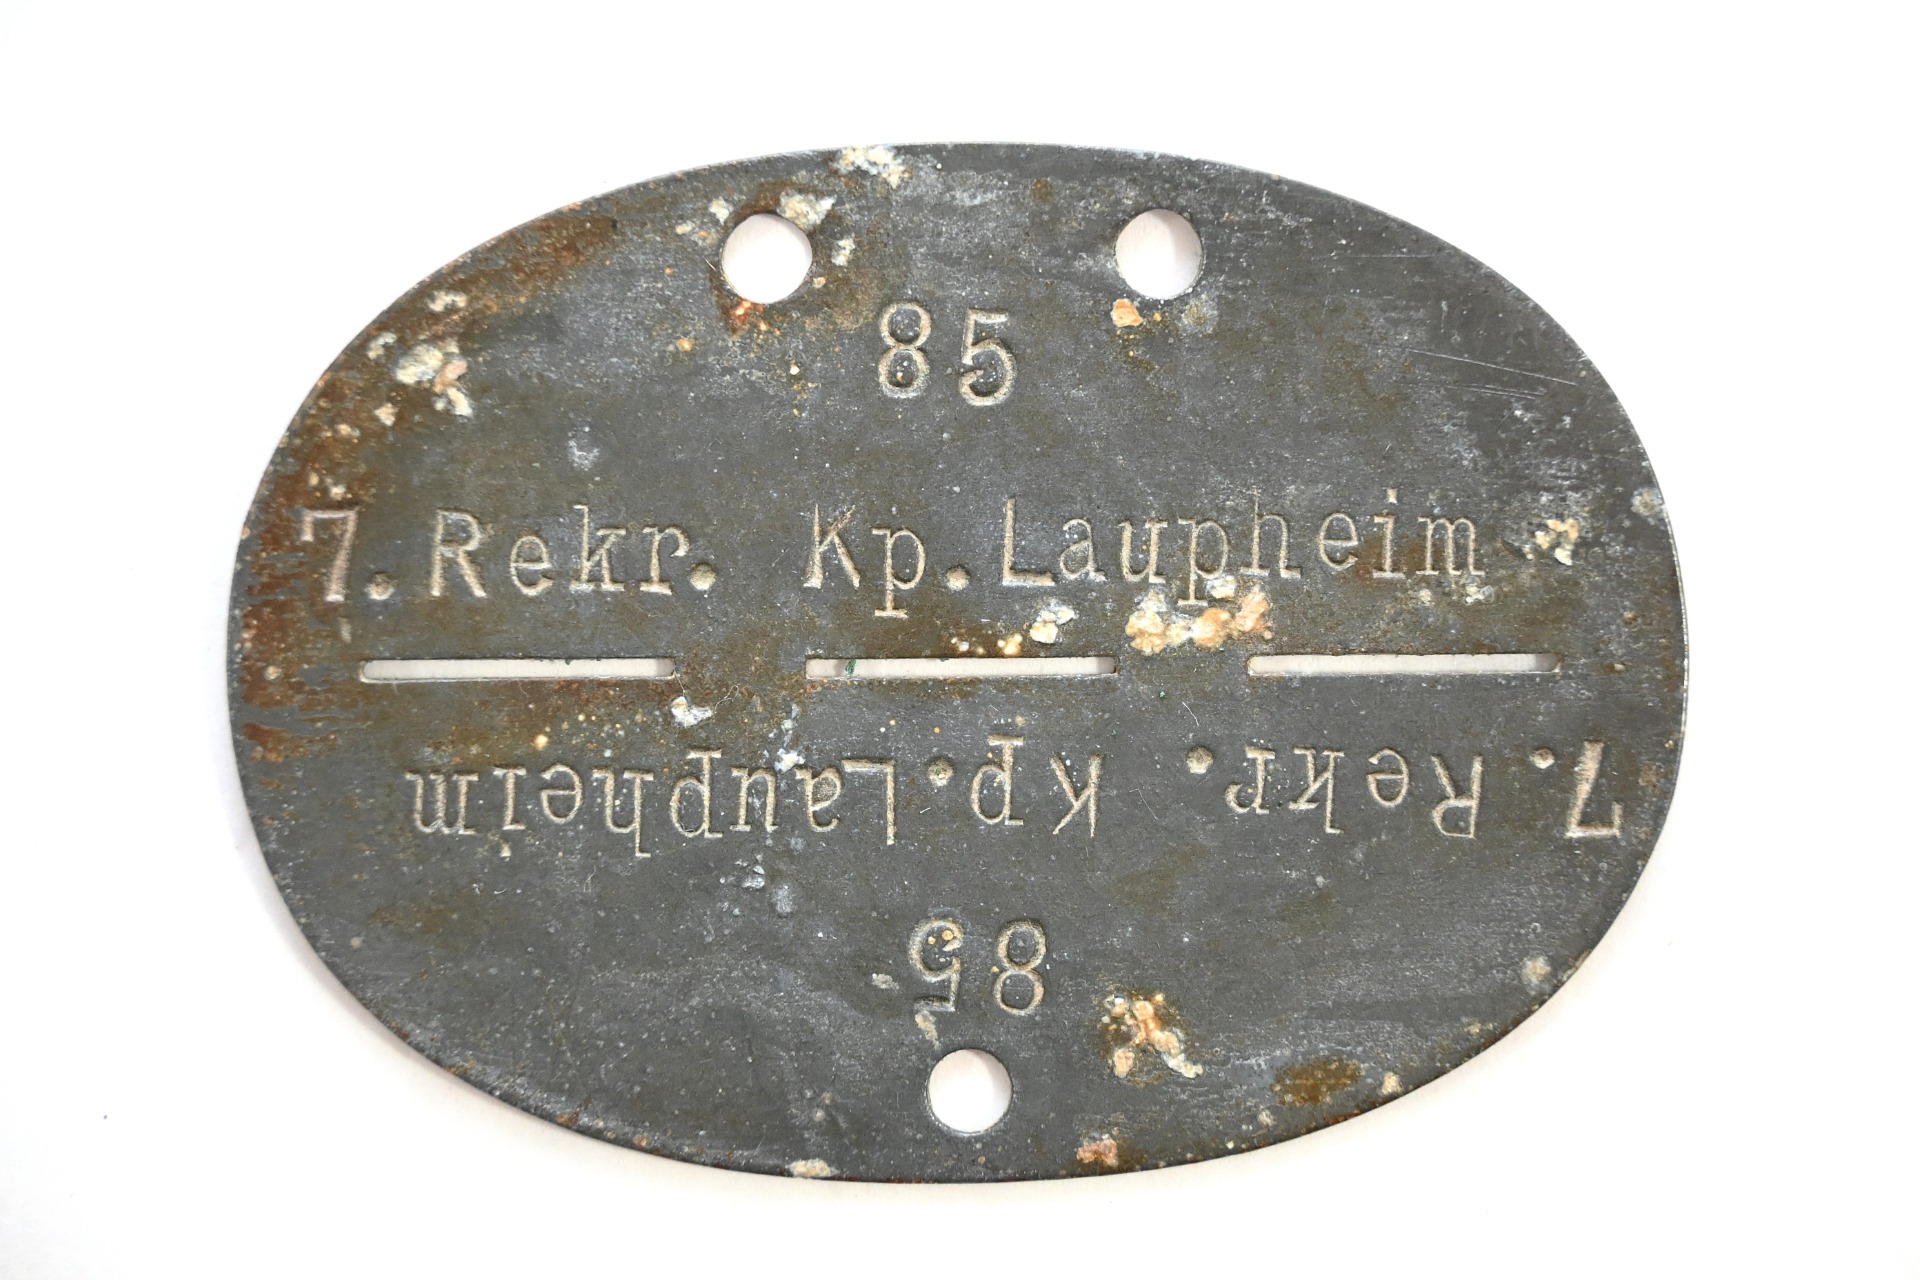 85
7. Rekr. Kp. Laupheim
7. Rekr. Kp. Laupheim
85